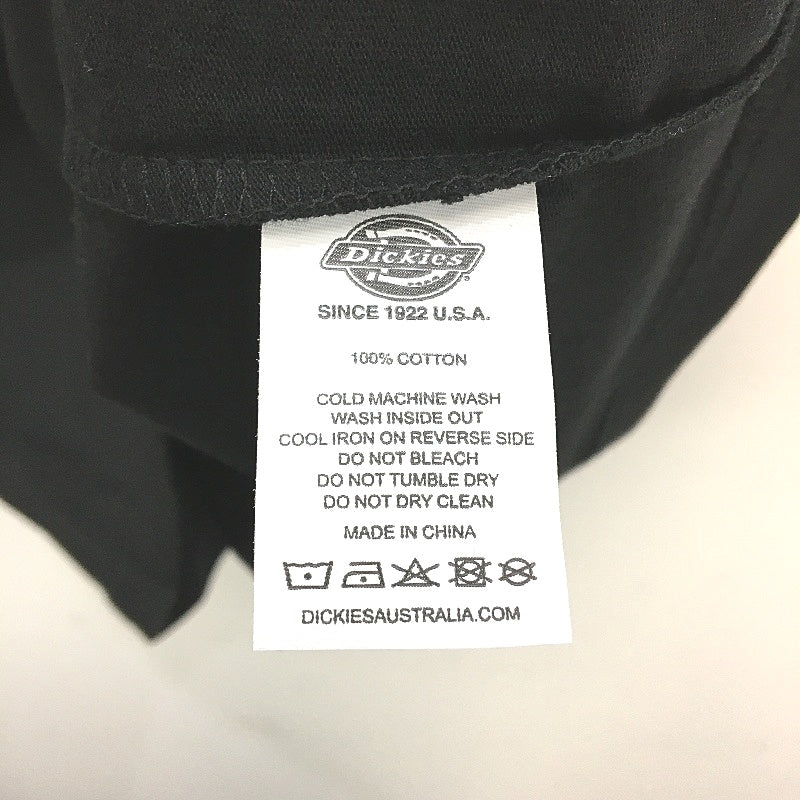 Dickies
SINCE 1922 U.S.A.
100% COTTON
COLD MACHINE WASH
WASH INSIDE OUT
COOL IRON ON REVERSE SIDE
DO NOT BLEACH
DO NOT TUMBLE DRY
DO NOT DRY CLEAN
MADE IN CHINA
DICKIESAUSTRALIA.COM